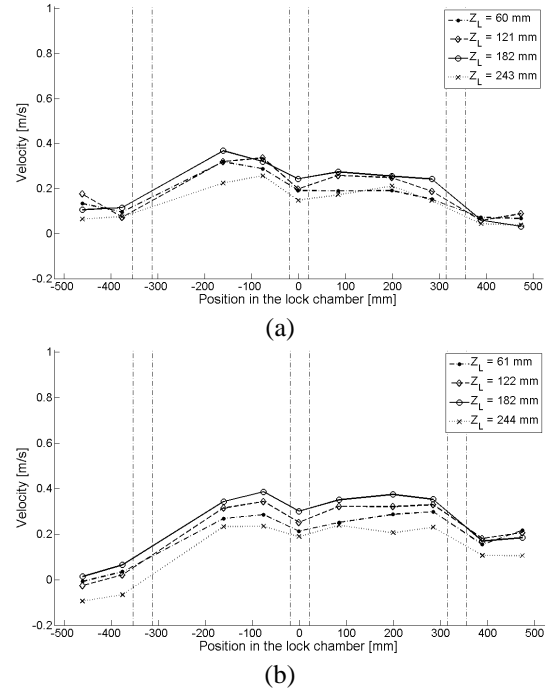 1
0.8
0.6
0.4
0.2
0
-0.2
Velocity [m/s]
Z_L = 60 mm
Z_L = 121 mm
Z_L = 182 mm
Z_L = 243 mm
-500 -400 -300 -200 -100 0 100 200 300 400 500
Position in the lock chamber [mm]
(a)
1
0.8
0.6
0.4
0.2
0
-0.2
Velocity [m/s]
Z_L = 61 mm
Z_L = 122 mm
Z_L = 182 mm
Z_L = 244 mm
-500 -400 -300 -200 -100 0 100 200 300 400 500
Position in the lock chamber [mm]
(b)